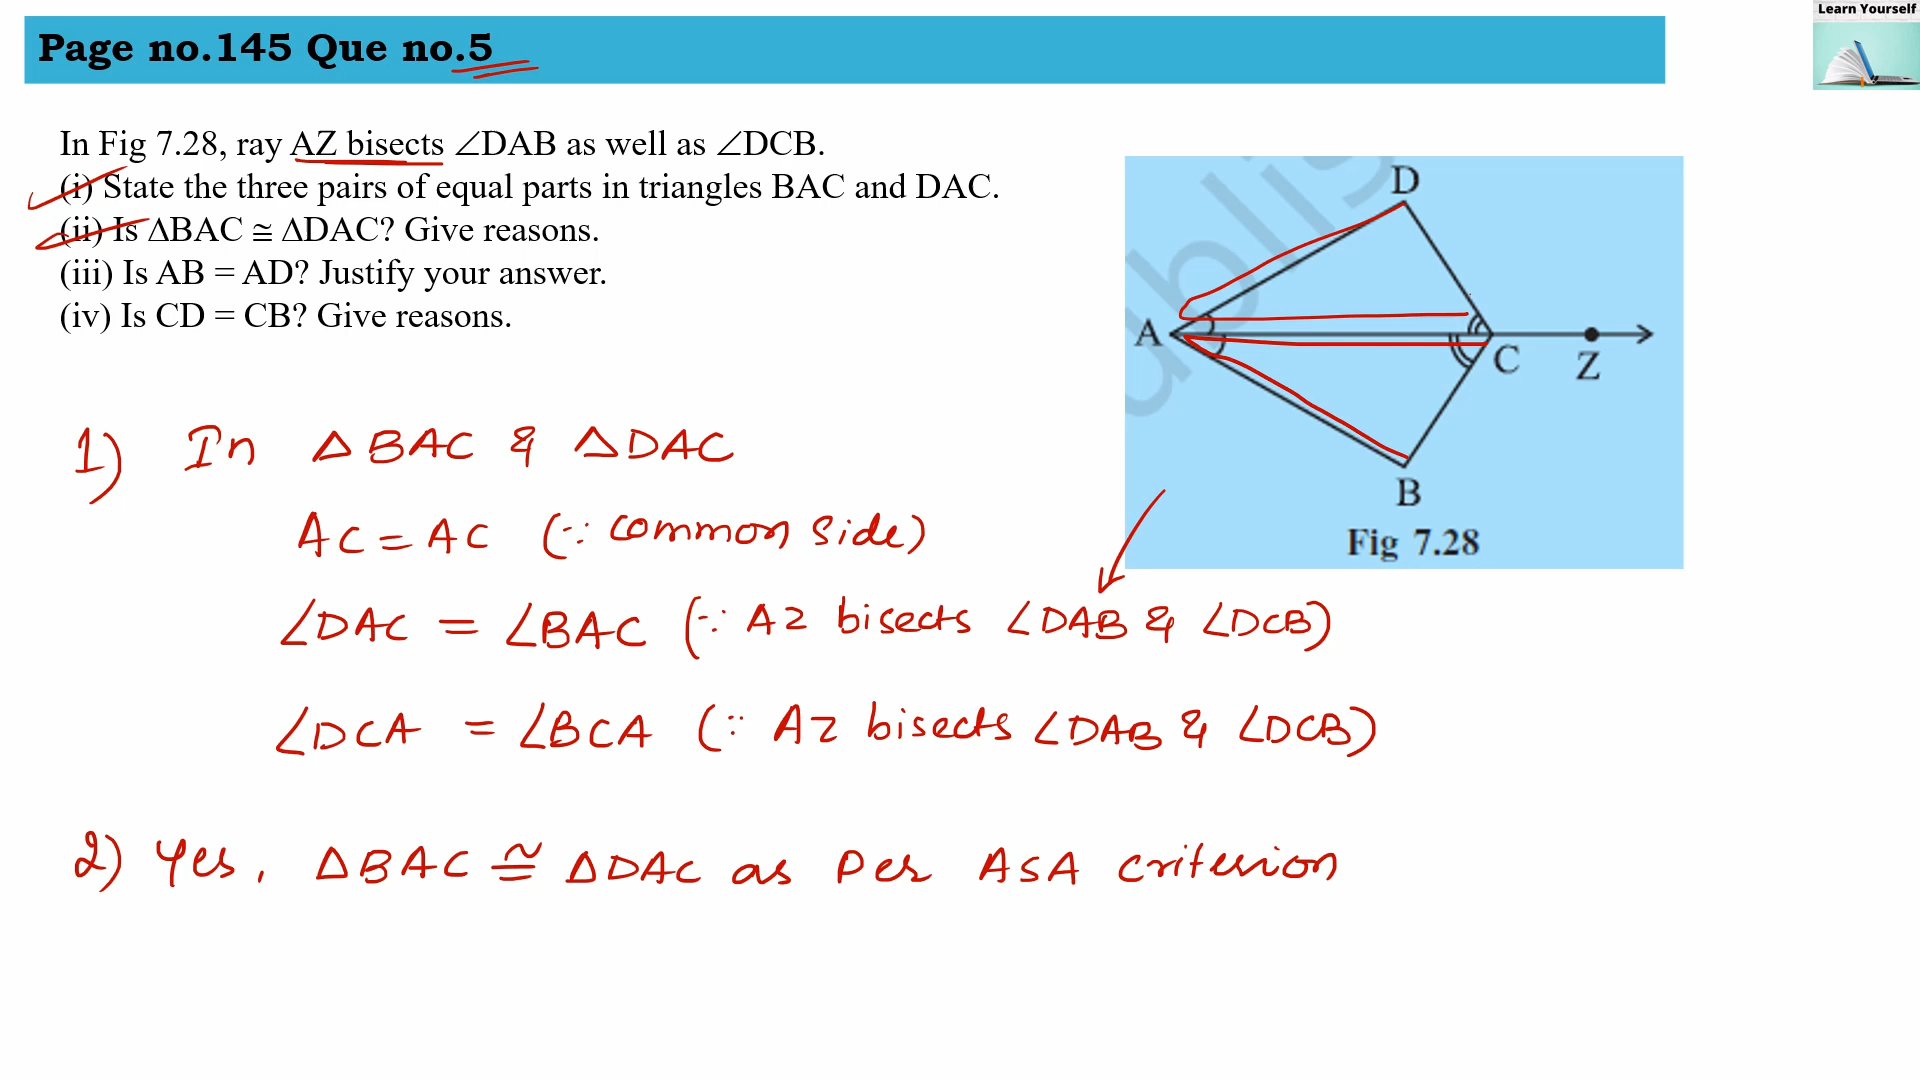 Learn Yourself
Page no.145 Que no.5
In Fig 7.28, ray AZ bisects ∠DAB as well as ∠DCB.
(i) State the three pairs of equal parts in triangles BAC and DAC.
(ii) Is ΔBAC ≅ ΔDAC? Give reasons.
(iii) Is AB = AD? Justify your answer.
(iv) Is CD = CB? Give reasons.
D
A
C
Z
B
Fig 7.28
1) In △BAC & △DAC
AC = AC (∵ common side)
∠DAC = ∠BAC (∵ AZ bisects ∠DAB & ∠DCB)
∠DCA = ∠BCA (∵ AZ bisects ∠DAB & ∠DCB)
2) Yes, △BAC ≅ △DAC as per ASA criterion